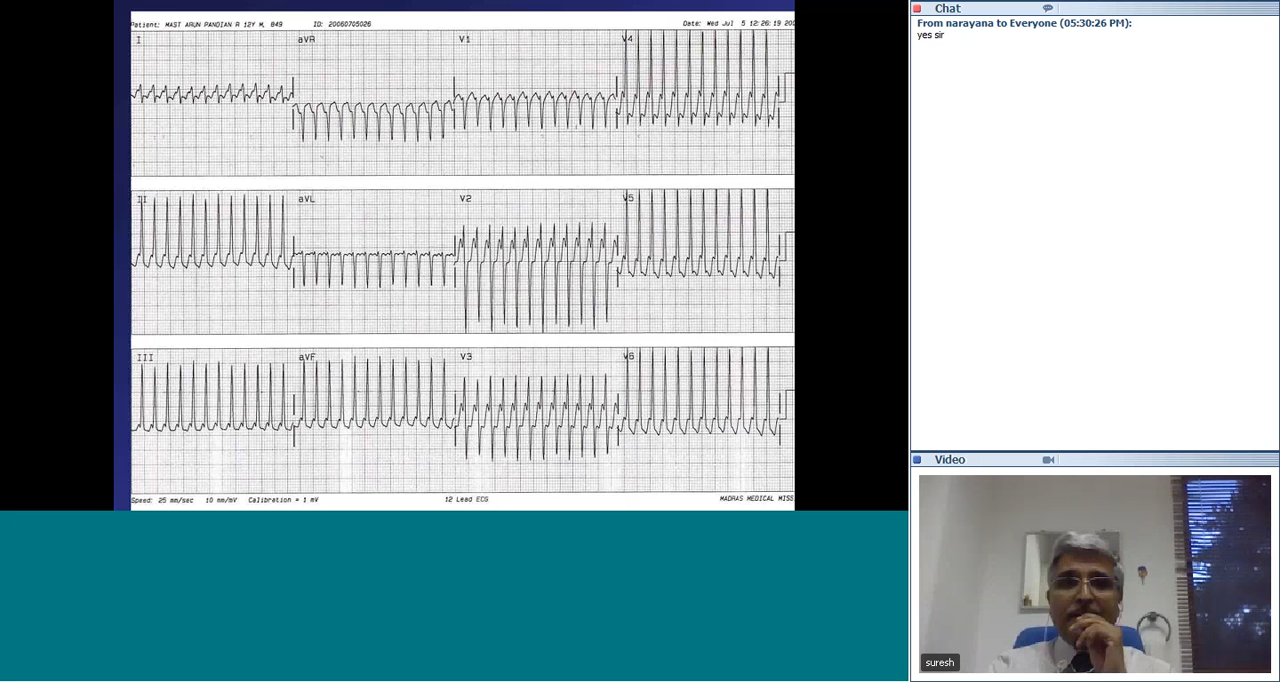 Patient: MAST ARUN PANDIAN R 12Y M, 849 ID: 20060705026 Date: Wed Jul 5 12:26:19 200
I aVR V1 V4
II aVL V2 V5
III aVF V3 V6
Speed: 25 mm/sec 10 mm/mV Calibration = 1 mV 12 Lead ECG MADRAS MEDICAL MISS
Chat
From narayana to Everyone (05:30:26 PM):
yes sir
Video
suresh